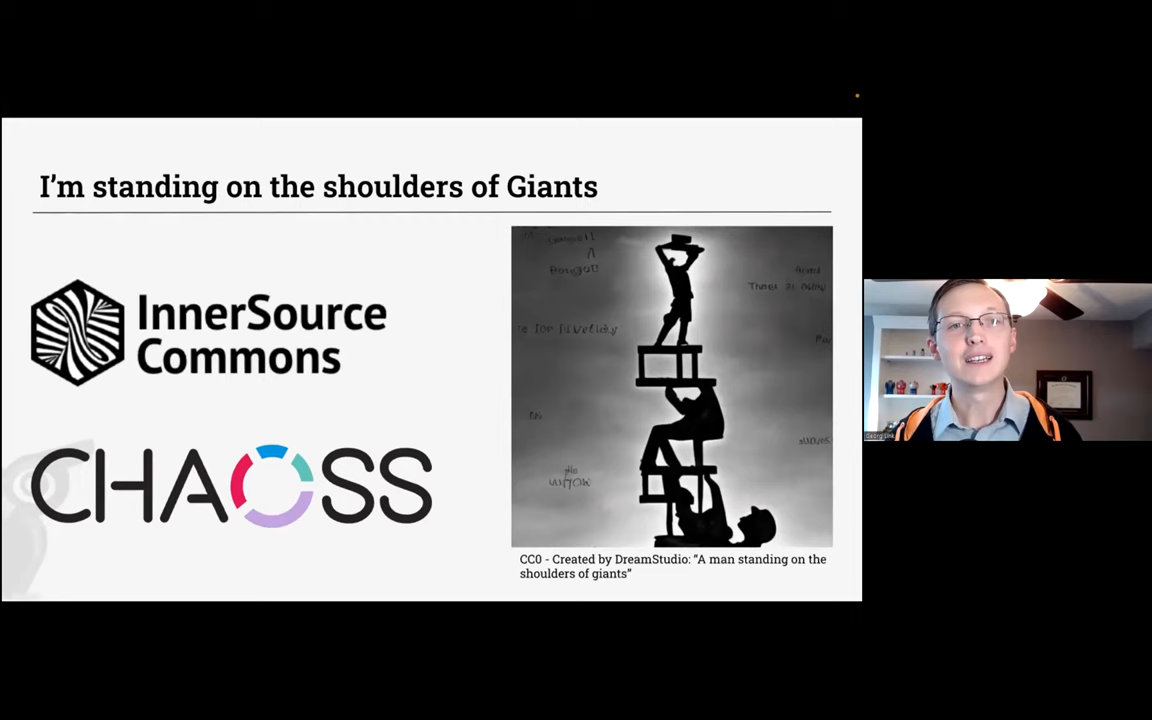 I'm standing on the shoulders of Giants
InnerSource
Commons
CHAOSS
CC0 - Created by DreamStudio: “A man standing on the
shoulders of giants”